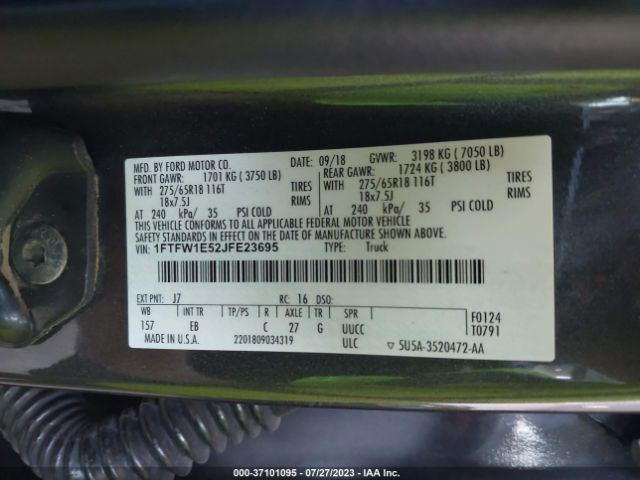 MFD. BY FORD MOTOR CO.
DATE: 09/18 GVWR: 3198 KG ( 7050 LB)
FRONT GAWR: 1701 KG ( 3750 LB)
REAR GAWR: 1724 KG ( 3800 LB)
WITH 275/65R18 116T TIRES
275/65R18 116T TIRES
18x7.5J RIMS
WITH 18x7.5J RIMS
AT 240 kPa/ 35 PSI COLD
AT 240 kPa/ 35 PSI COLD
THIS VEHICLE CONFORMS TO ALL APPLICABLE FEDERAL MOTOR VEHICLE
SAFETY STANDARDS IN EFFECT ON THE DATE OF MANUFACTURE SHOWN ABOVE.
VIN: 1FTFW1E52JFE23695 TYPE: Truck
EXT PNT: J7 RC: 16 DSO:
WB INT TR TP/PS R AXLE TR SPR
157 EB C 27 G UUCC
F0124
T0791
MADE IN U.S.A. 2201809034319 ULC ▽ 5U5A-3520472-AA
000-37101095 - 07/27/2023 - IAA Inc.